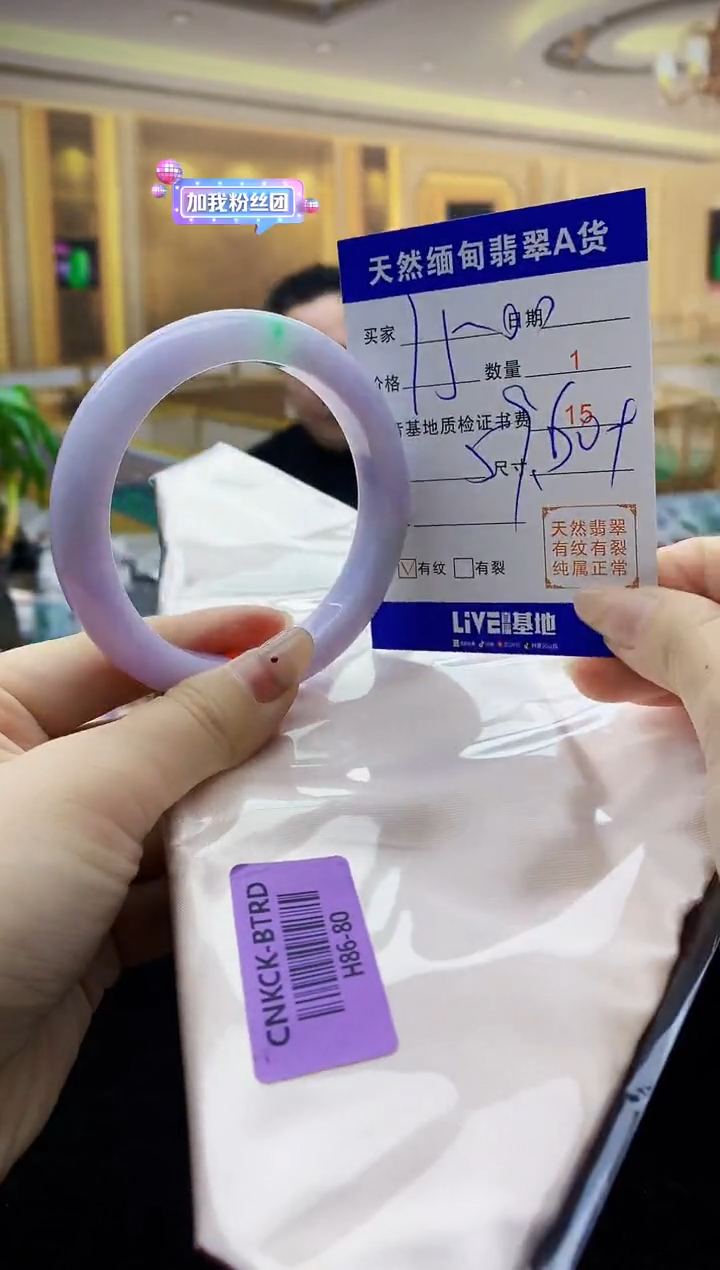 加我粉丝团
天然缅甸翡翠A货
买家
日期
价格
数量 1
基地质检证书费 15
尺寸
有纹 有裂
天然翡翠
有纹有裂
纯属正常
LiVE直播基地
CNKCK-BTRD
H86-80